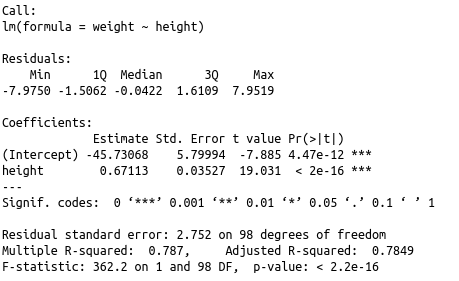 Call:
lm(formula = weight ~ height)
Residuals:
    Min      1Q  Median      3Q     Max
-7.9750 -1.5062 -0.0422  1.6109  7.9519
Coefficients:
             Estimate Std. Error t value Pr(>|t|)
(Intercept) -45.73068    5.79994  -7.885 4.47e-12 ***
height        0.67113    0.03527  19.031  < 2e-16 ***
---
Signif. codes:  0 ‘***’ 0.001 ‘**’ 0.01 ‘*’ 0.05 ‘.’ 0.1 ‘ ’ 1
Residual standard error: 2.752 on 98 degrees of freedom
Multiple R-squared:  0.787,     Adjusted R-squared:  0.7849
F-statistic: 362.2 on 1 and 98 DF,  p-value: < 2.2e-16